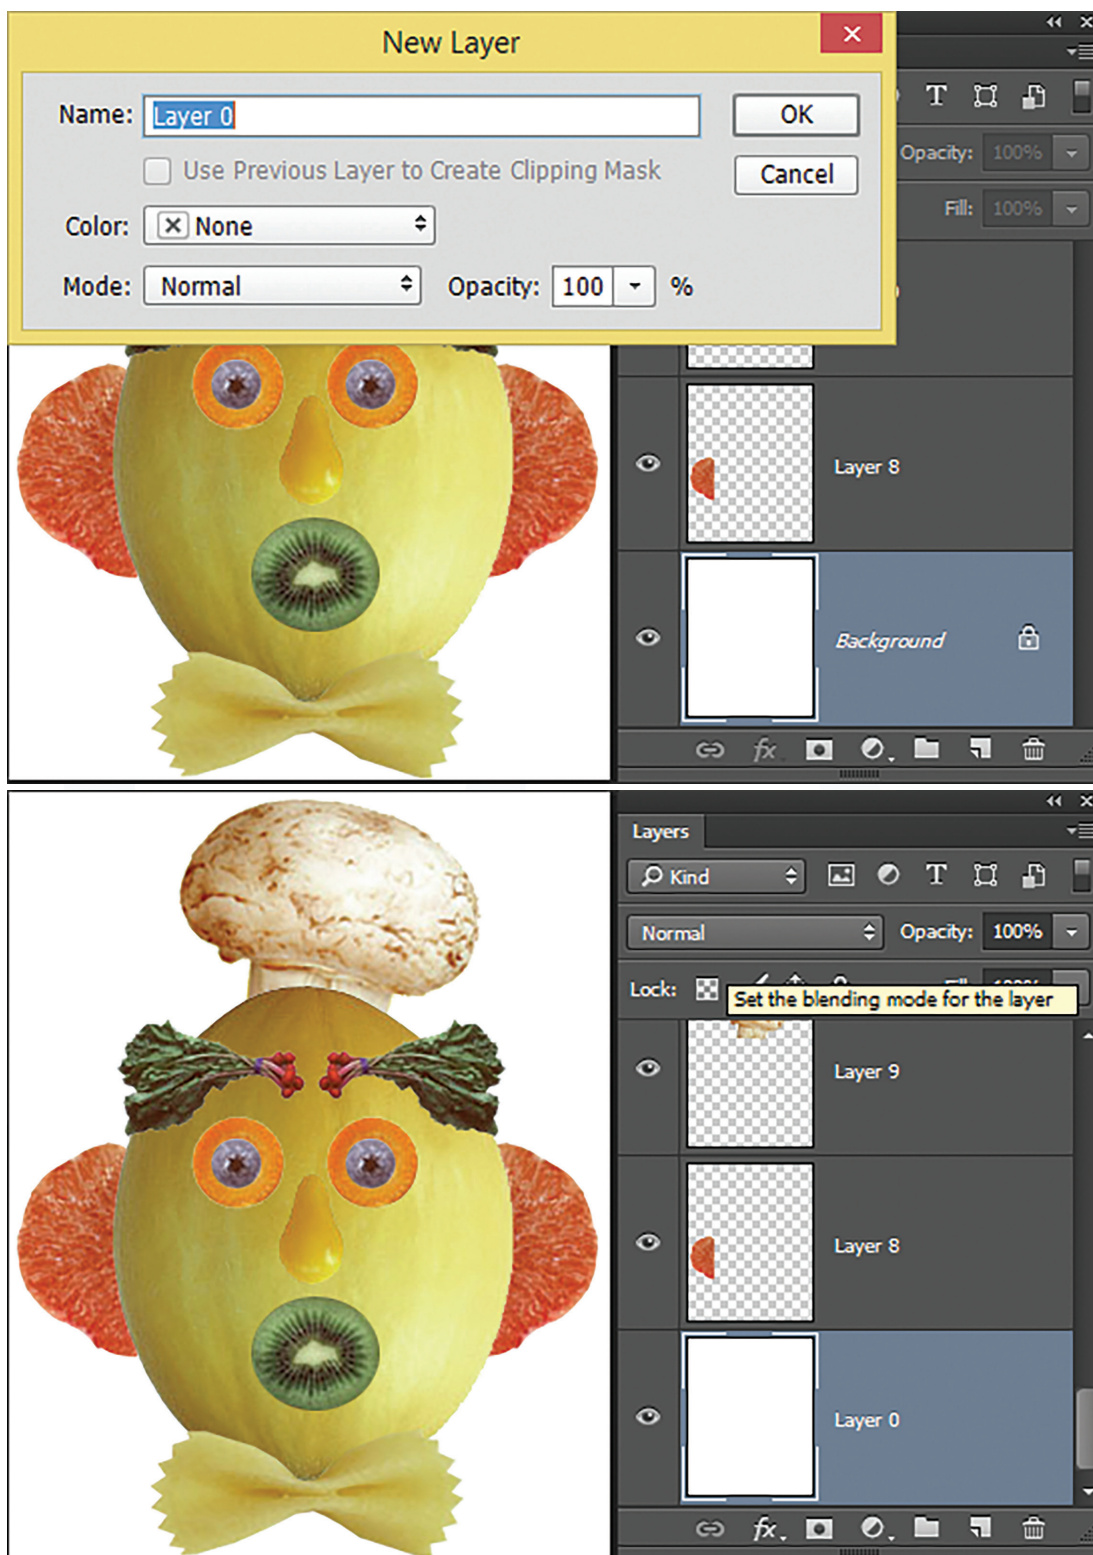 New Layer
Name: Layer 0
OK
Use Previous Layer to Create Clipping Mask
Cancel
Color: None
Mode: Normal Opacity: 100 %
Opacity: 100%
Fill: 100%
Layer 8
Background
fx
Layers
Kind
Normal Opacity: 100%
Lock:
Set the blending mode for the layer
Layer 9
Layer 8
Layer 0
fx